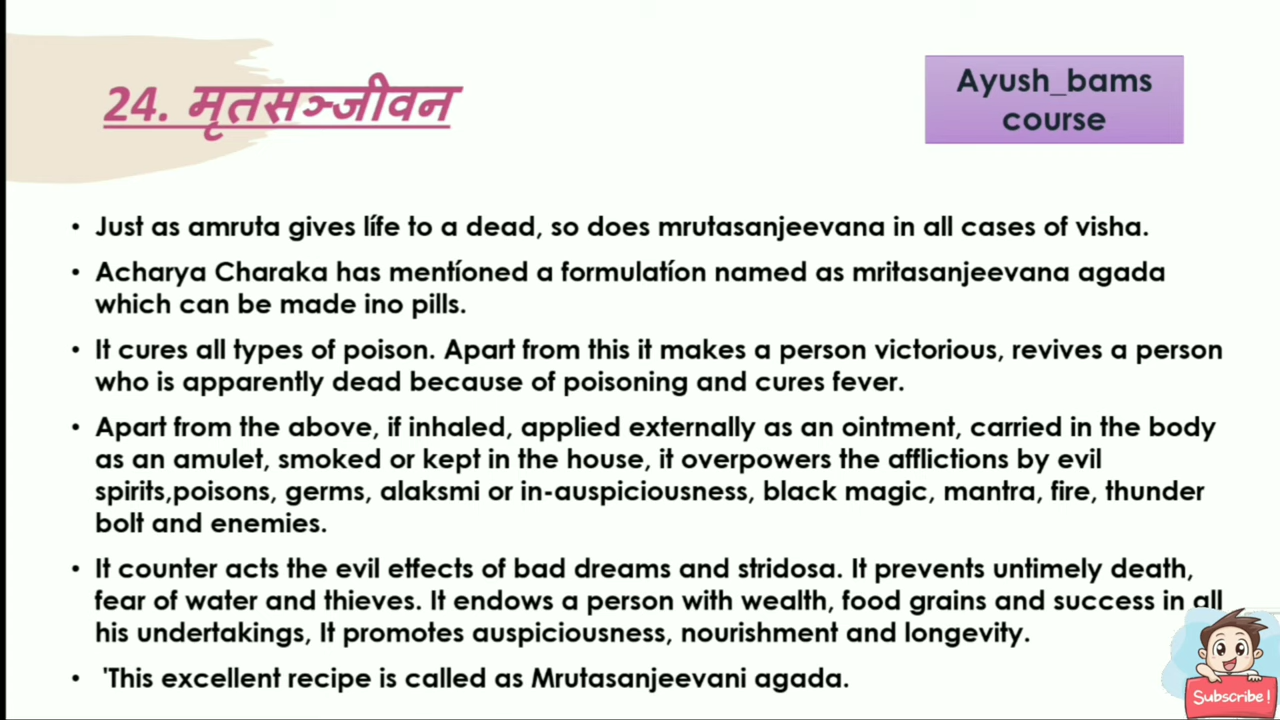 24. मृतसञ्जीवन
Ayush_bams
course
• Just as amruta gives lífe to a dead, so does mrutasanjeevana in all cases of visha.
• Acharya Charaka has mentíoned a formulatíon named as mritasanjeevana agada
which can be made ino pills.
• It cures all types of poison. Apart from this it makes a person victorious, revives a person
who is apparently dead because of poisoning and cures fever.
• Apart from the above, if inhaled, applied externally as an ointment, carried in the body
as an amulet, smoked or kept in the house, it overpowers the afflictions by evil
spirits,poisons, germs, alaksmi or in-auspiciousness, black magic, mantra, fire, thunder
bolt and enemies.
• It counter acts the evil effects of bad dreams and stridosa. It prevents untimely death,
fear of water and thieves. It endows a person with wealth, food grains and success in all
his undertakings, It promotes auspiciousness, nourishment and longevity.
• 'This excellent recipe is called as Mrutasanjeevani agada.
Subscribe!